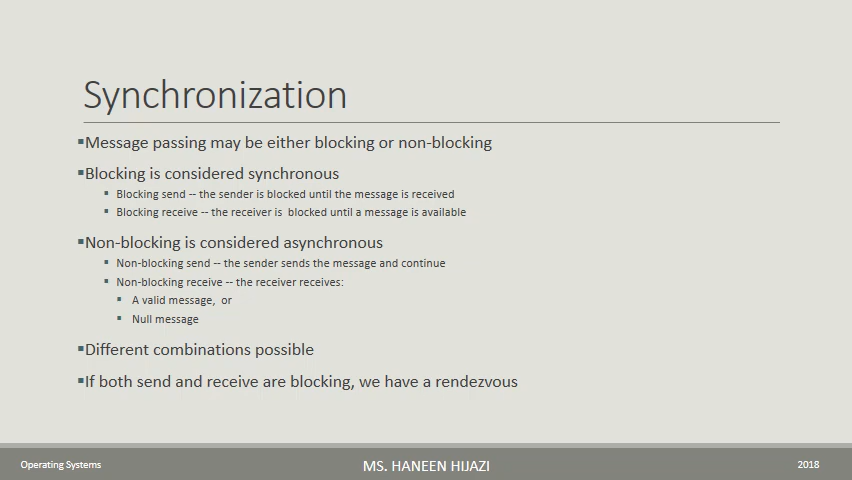 Synchronization
▪Message passing may be either blocking or non-blocking
▪Blocking is considered synchronous
▪ Blocking send -- the sender is blocked until the message is received
▪ Blocking receive -- the receiver is  blocked until a message is available
▪Non-blocking is considered asynchronous
▪ Non-blocking send -- the sender sends the message and continue
▪ Non-blocking receive -- the receiver receives:
▪ A valid message,  or
▪ Null message
▪Different combinations possible
▪If both send and receive are blocking, we have a rendezvous
Operating Systems
MS. HANEEN HIJAZI
2018